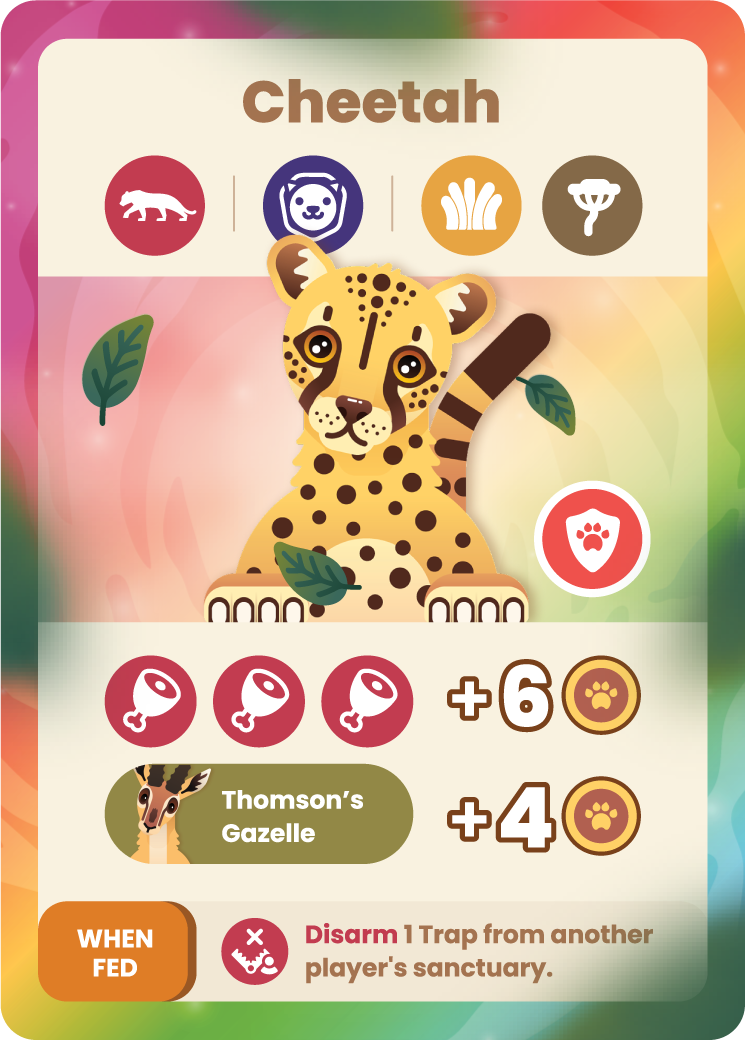 Cheetah
+6
Thomson's
Gazelle
+4
WHEN
FED
Disarm 1 Trap from another
player's sanctuary.